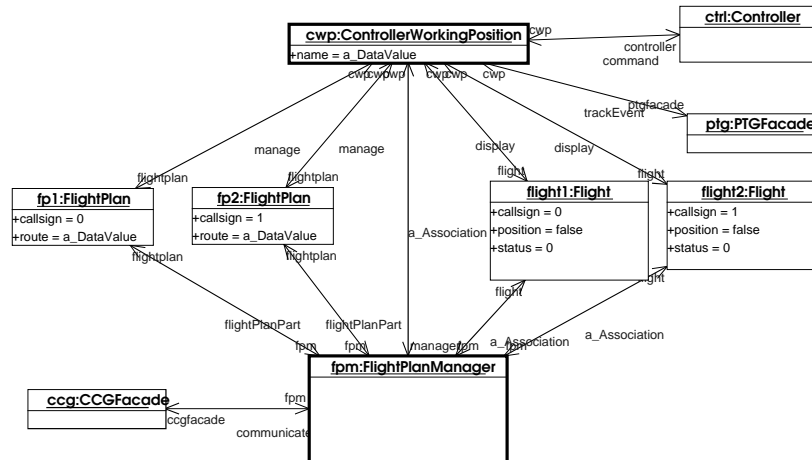 ctrl:Controller
cwp:ControllerWorkingPosition
cwp
+name = a_DataValue
controller
command
cwp
cwp
cwp
cwp
cwp
cwp
ptgfacade
trackEvent
ptg:PTGFacade
manage
manage
display
display
flightplan
flightplan
flight
flight
fp1:FlightPlan
+callsign = 0
+route = a_DataValue
fp2:FlightPlan
+callsign = 1
+route = a_DataValue
flight1:Flight
+callsign = 0
+position = false
+status = 0
flight2:Flight
+callsign = 1
+position = false
+status = 0
a_Association
flightplan
flightplan
flight
flight
flightPlanPart
flightPlanPart
a_Association
a_Association
fpm
fpm
manager
fpm
fpm
fpm:FlightPlanManager
ccg:CCGFacade
fpm
ccgfacade
communicate